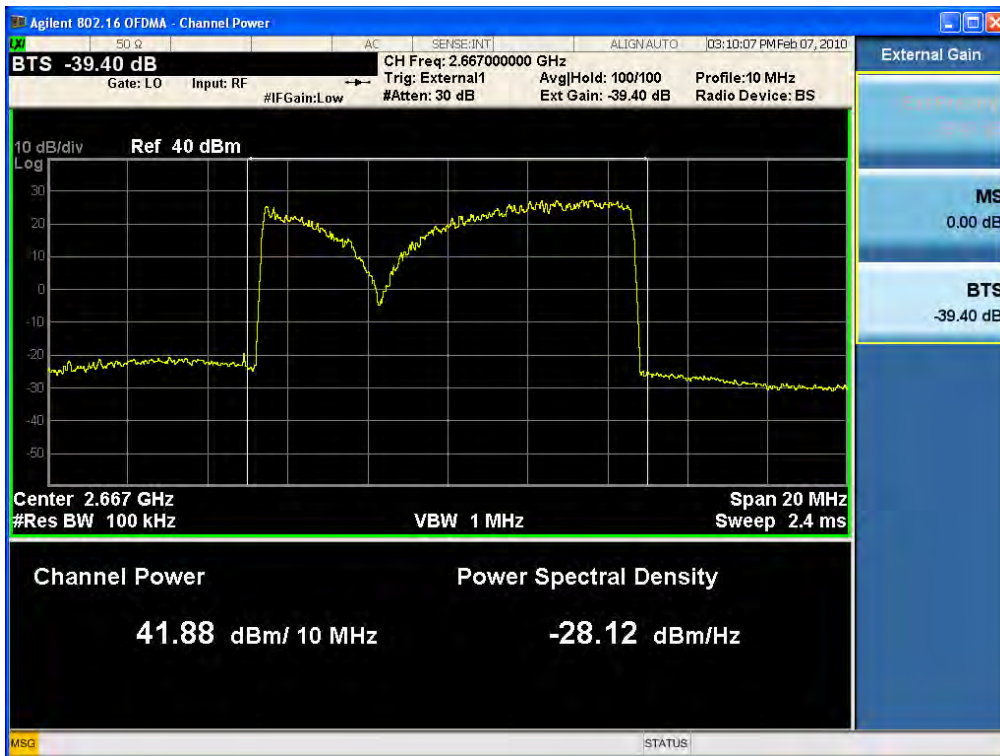 Agilent 802.16 OFDMA - Channel Power
LXI 50 Ω AC SENSE:INT ALIGN AUTO 03:10:07 PM Feb 07, 2010
BTS -39.40 dB
Gate: LO Input: RF #IFGain:Low
CH Freq: 2.667000000 GHz
Trig: External1 Avg|Hold: 100/100 Profile:10 MHz
#Atten: 30 dB Ext Gain: -39.40 dB Radio Device: BS
External Gain
MS
0.00 dB
BTS
-39.40 dB
10 dB/div Ref 40 dBm
Log
30
20
10
0
-10
-20
-30
-40
-50
Center 2.667 GHz Span 20 MHz
#Res BW 100 kHz VBW 1 MHz Sweep 2.4 ms
Channel Power Power Spectral Density
41.88 dBm/ 10 MHz -28.12 dBm/Hz
MSG STATUS